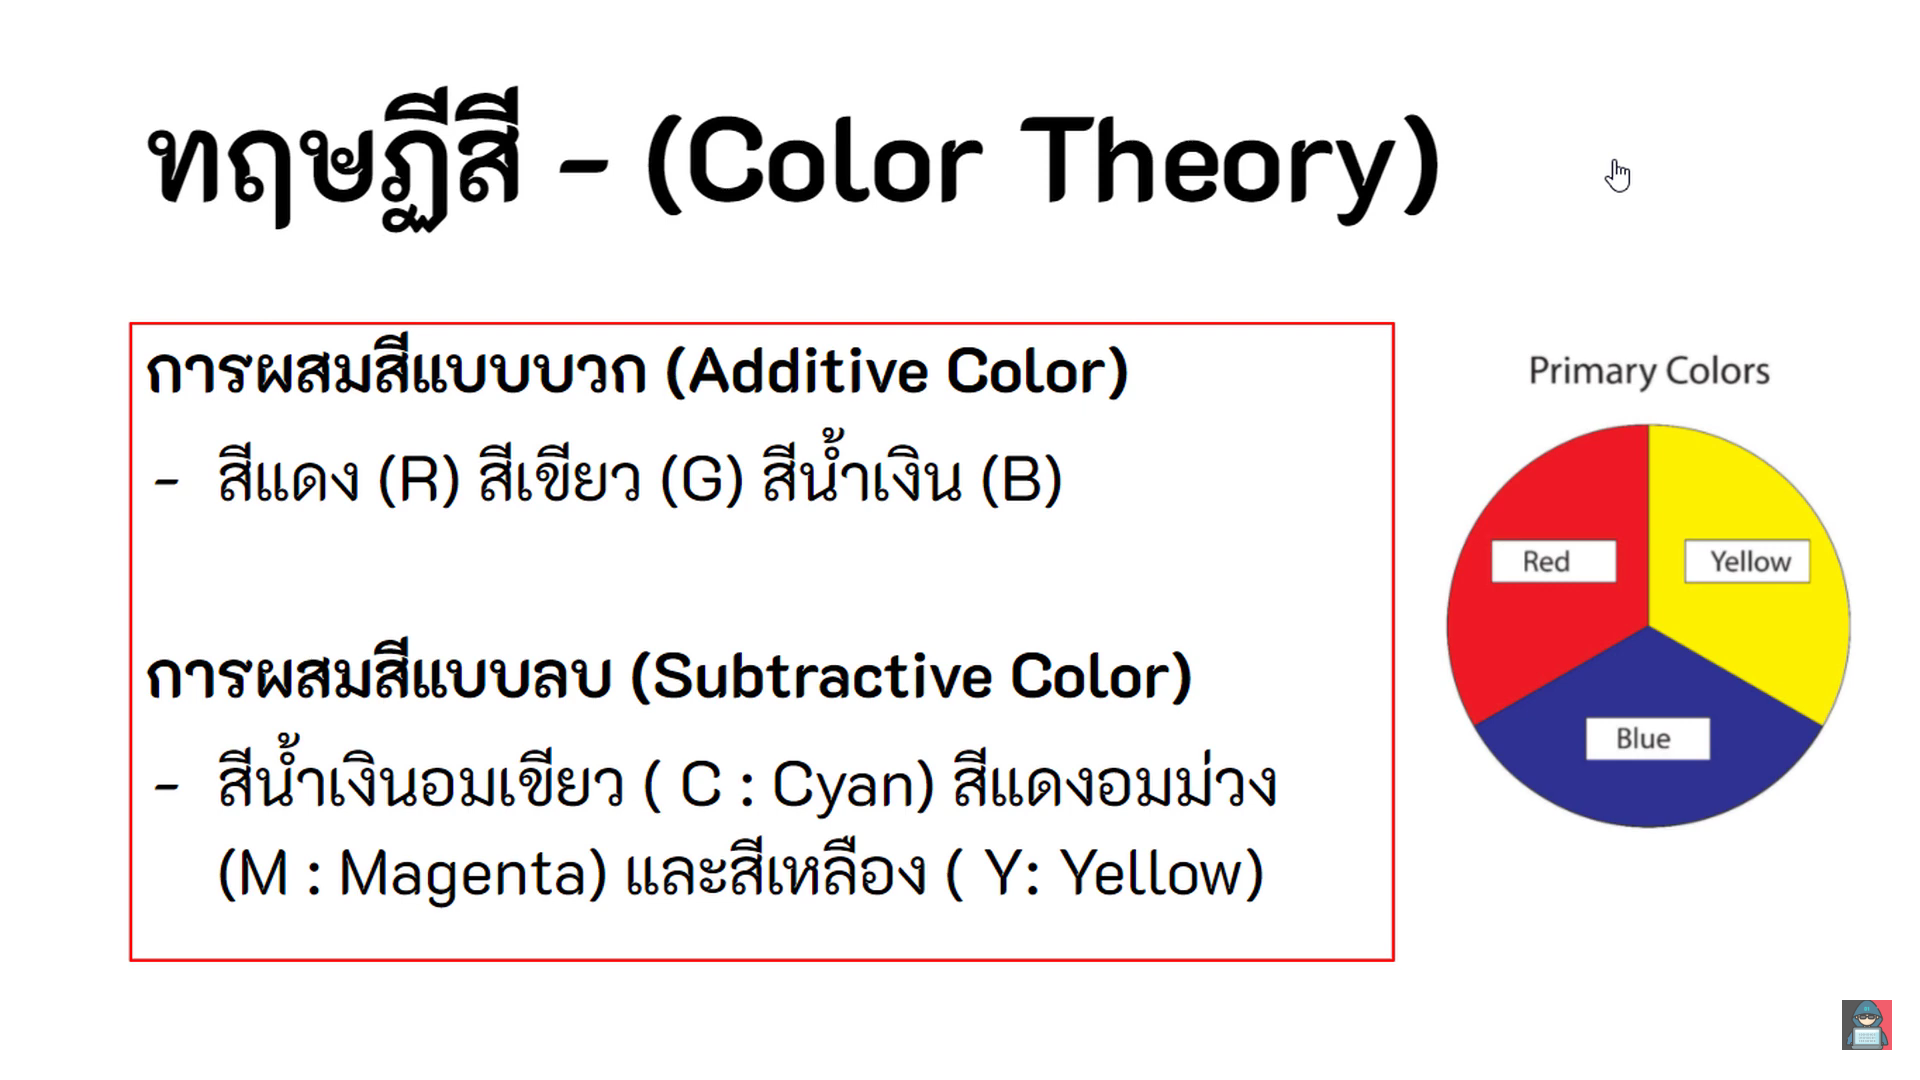 ทฤษฏีสี - (Color Theory)
การผสมสีแบบบวก (Additive Color)
- สีแดง (R) สีเขียว (G) สีน้ำเงิน (B)
การผสมสีแบบลบ (Subtractive Color)
- สีน้ำเงินอมเขียว ( C : Cyan) สีแดงอมม่วง
(M : Magenta) และสีเหลือง ( Y: Yellow)
Primary Colors
Red
Yellow
Blue